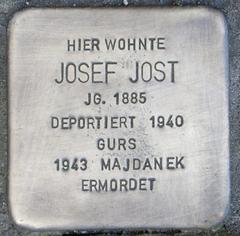 HIER WOHNTE
JOSEF JOST
JG. 1885
DEPORTIERT 1940
GURS
1943 MAJDANEK
ERMORDET